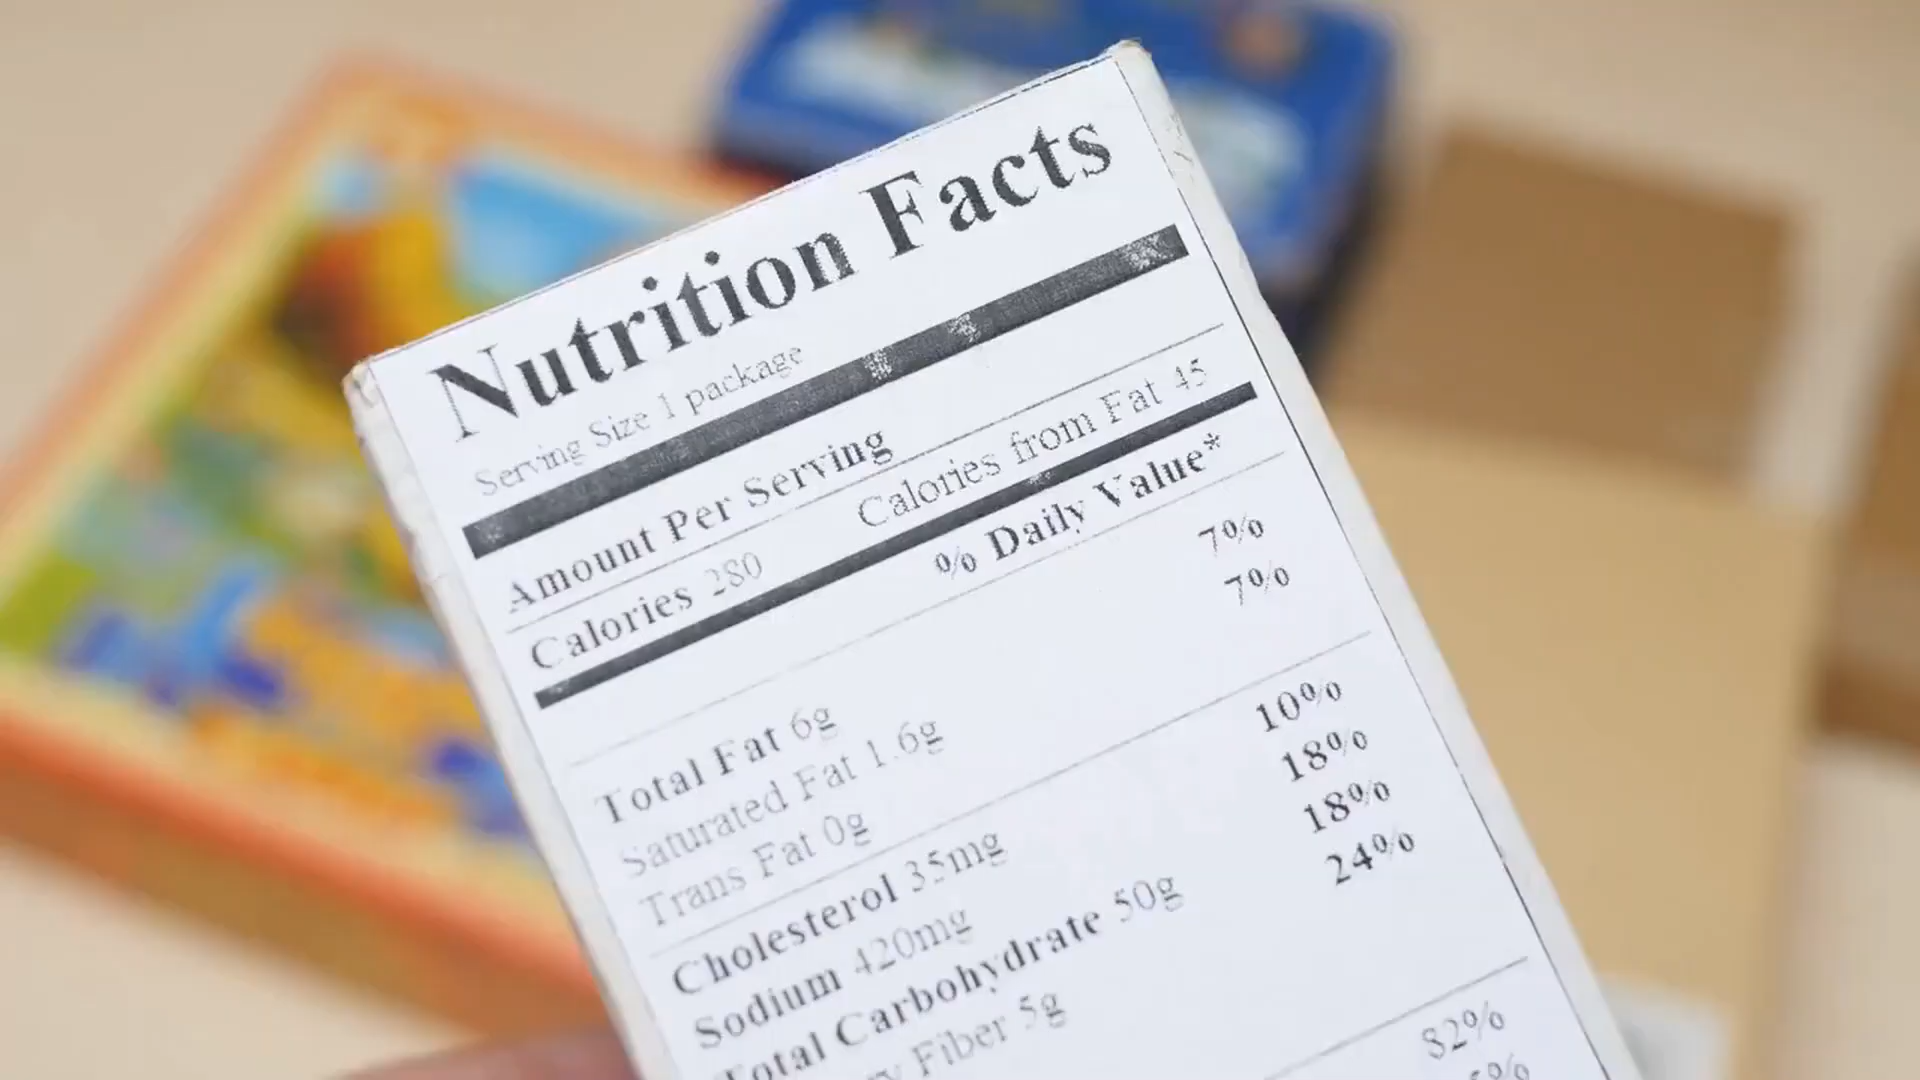 Nutrition Facts
Serving Size 1 package
Amount Per Serving
Calories 280 Calories from Fat 45
% Daily Value*
Total Fat 6g 7%
Saturated Fat 1.6g 7%
Trans Fat 0g
Cholesterol 35mg 10%
Sodium 420mg 18%
Total Carbohydrate 50g 18%
Fiber 5g 24%
82%